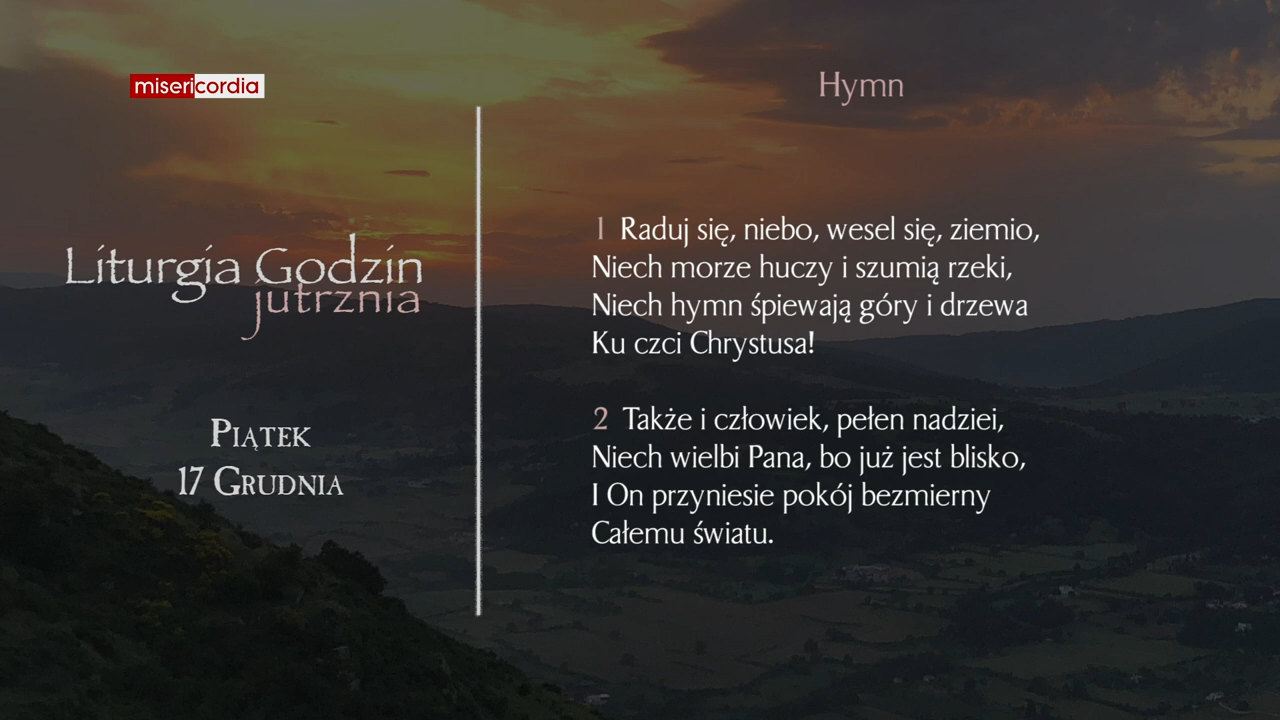 misericordia
Liturgia Godzin
jutrznia
Piątek
17 Grudnia
Hymn
1 Raduj się, niebo, wesel się, ziemio,
Niech morze huczy i szumią rzeki,
Niech hymn śpiewają góry i drzewa
Ku czci Chrystusa!
2 Także i człowiek, pełen nadziei,
Niech wielbi Pana, bo już jest blisko,
I On przyniesie pokój bezmierny
Całemu światu.